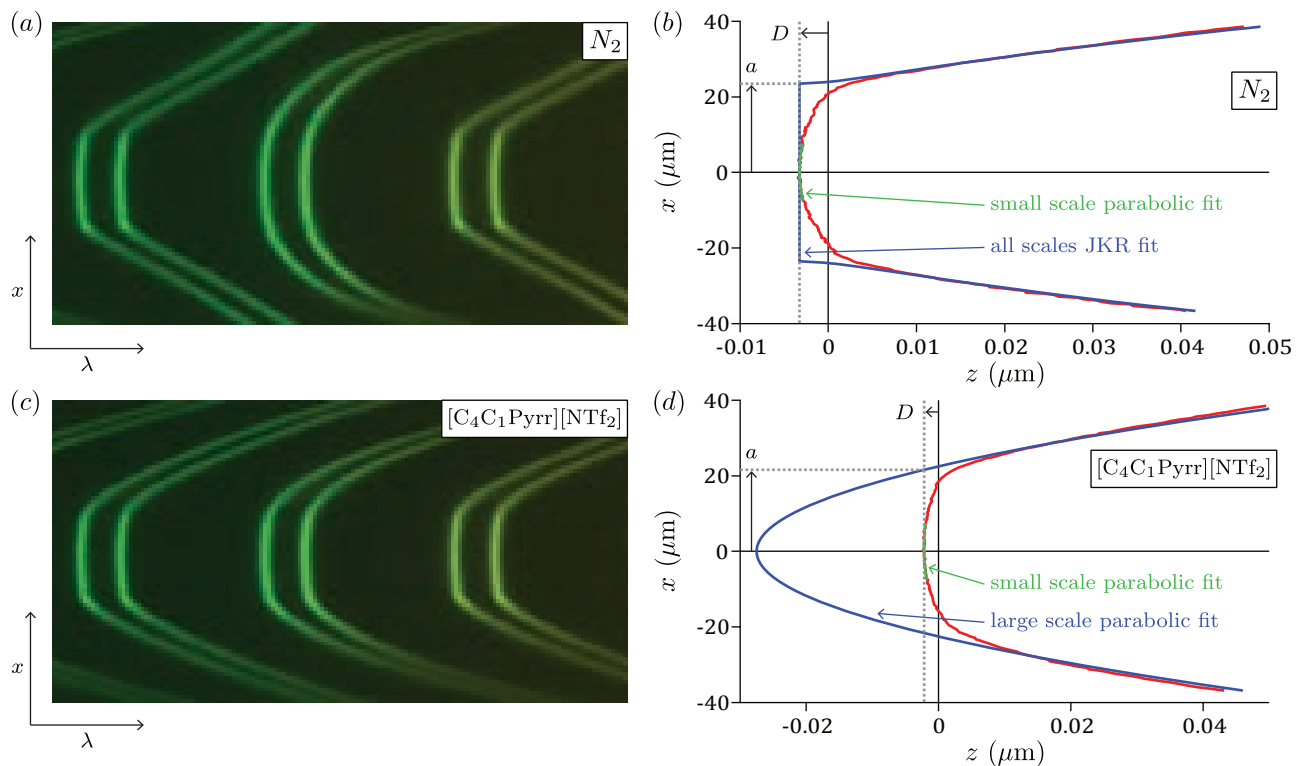 (a)
N₂
x
λ
(b)
40
20
0
-20
-40
x (μm)
D
a
N₂
small scale parabolic fit
all scales JKR fit
-0.01
0
0.01
0.02
0.03
0.04
0.05
z (μm)
(c)
[C₄C₁Pyrr][NTf₂]
x
λ
(d)
40
20
0
-20
-40
x (μm)
D
a
[C₄C₁Pyrr][NTf₂]
small scale parabolic fit
large scale parabolic fit
-0.02
0
0.02
0.04
z (μm)